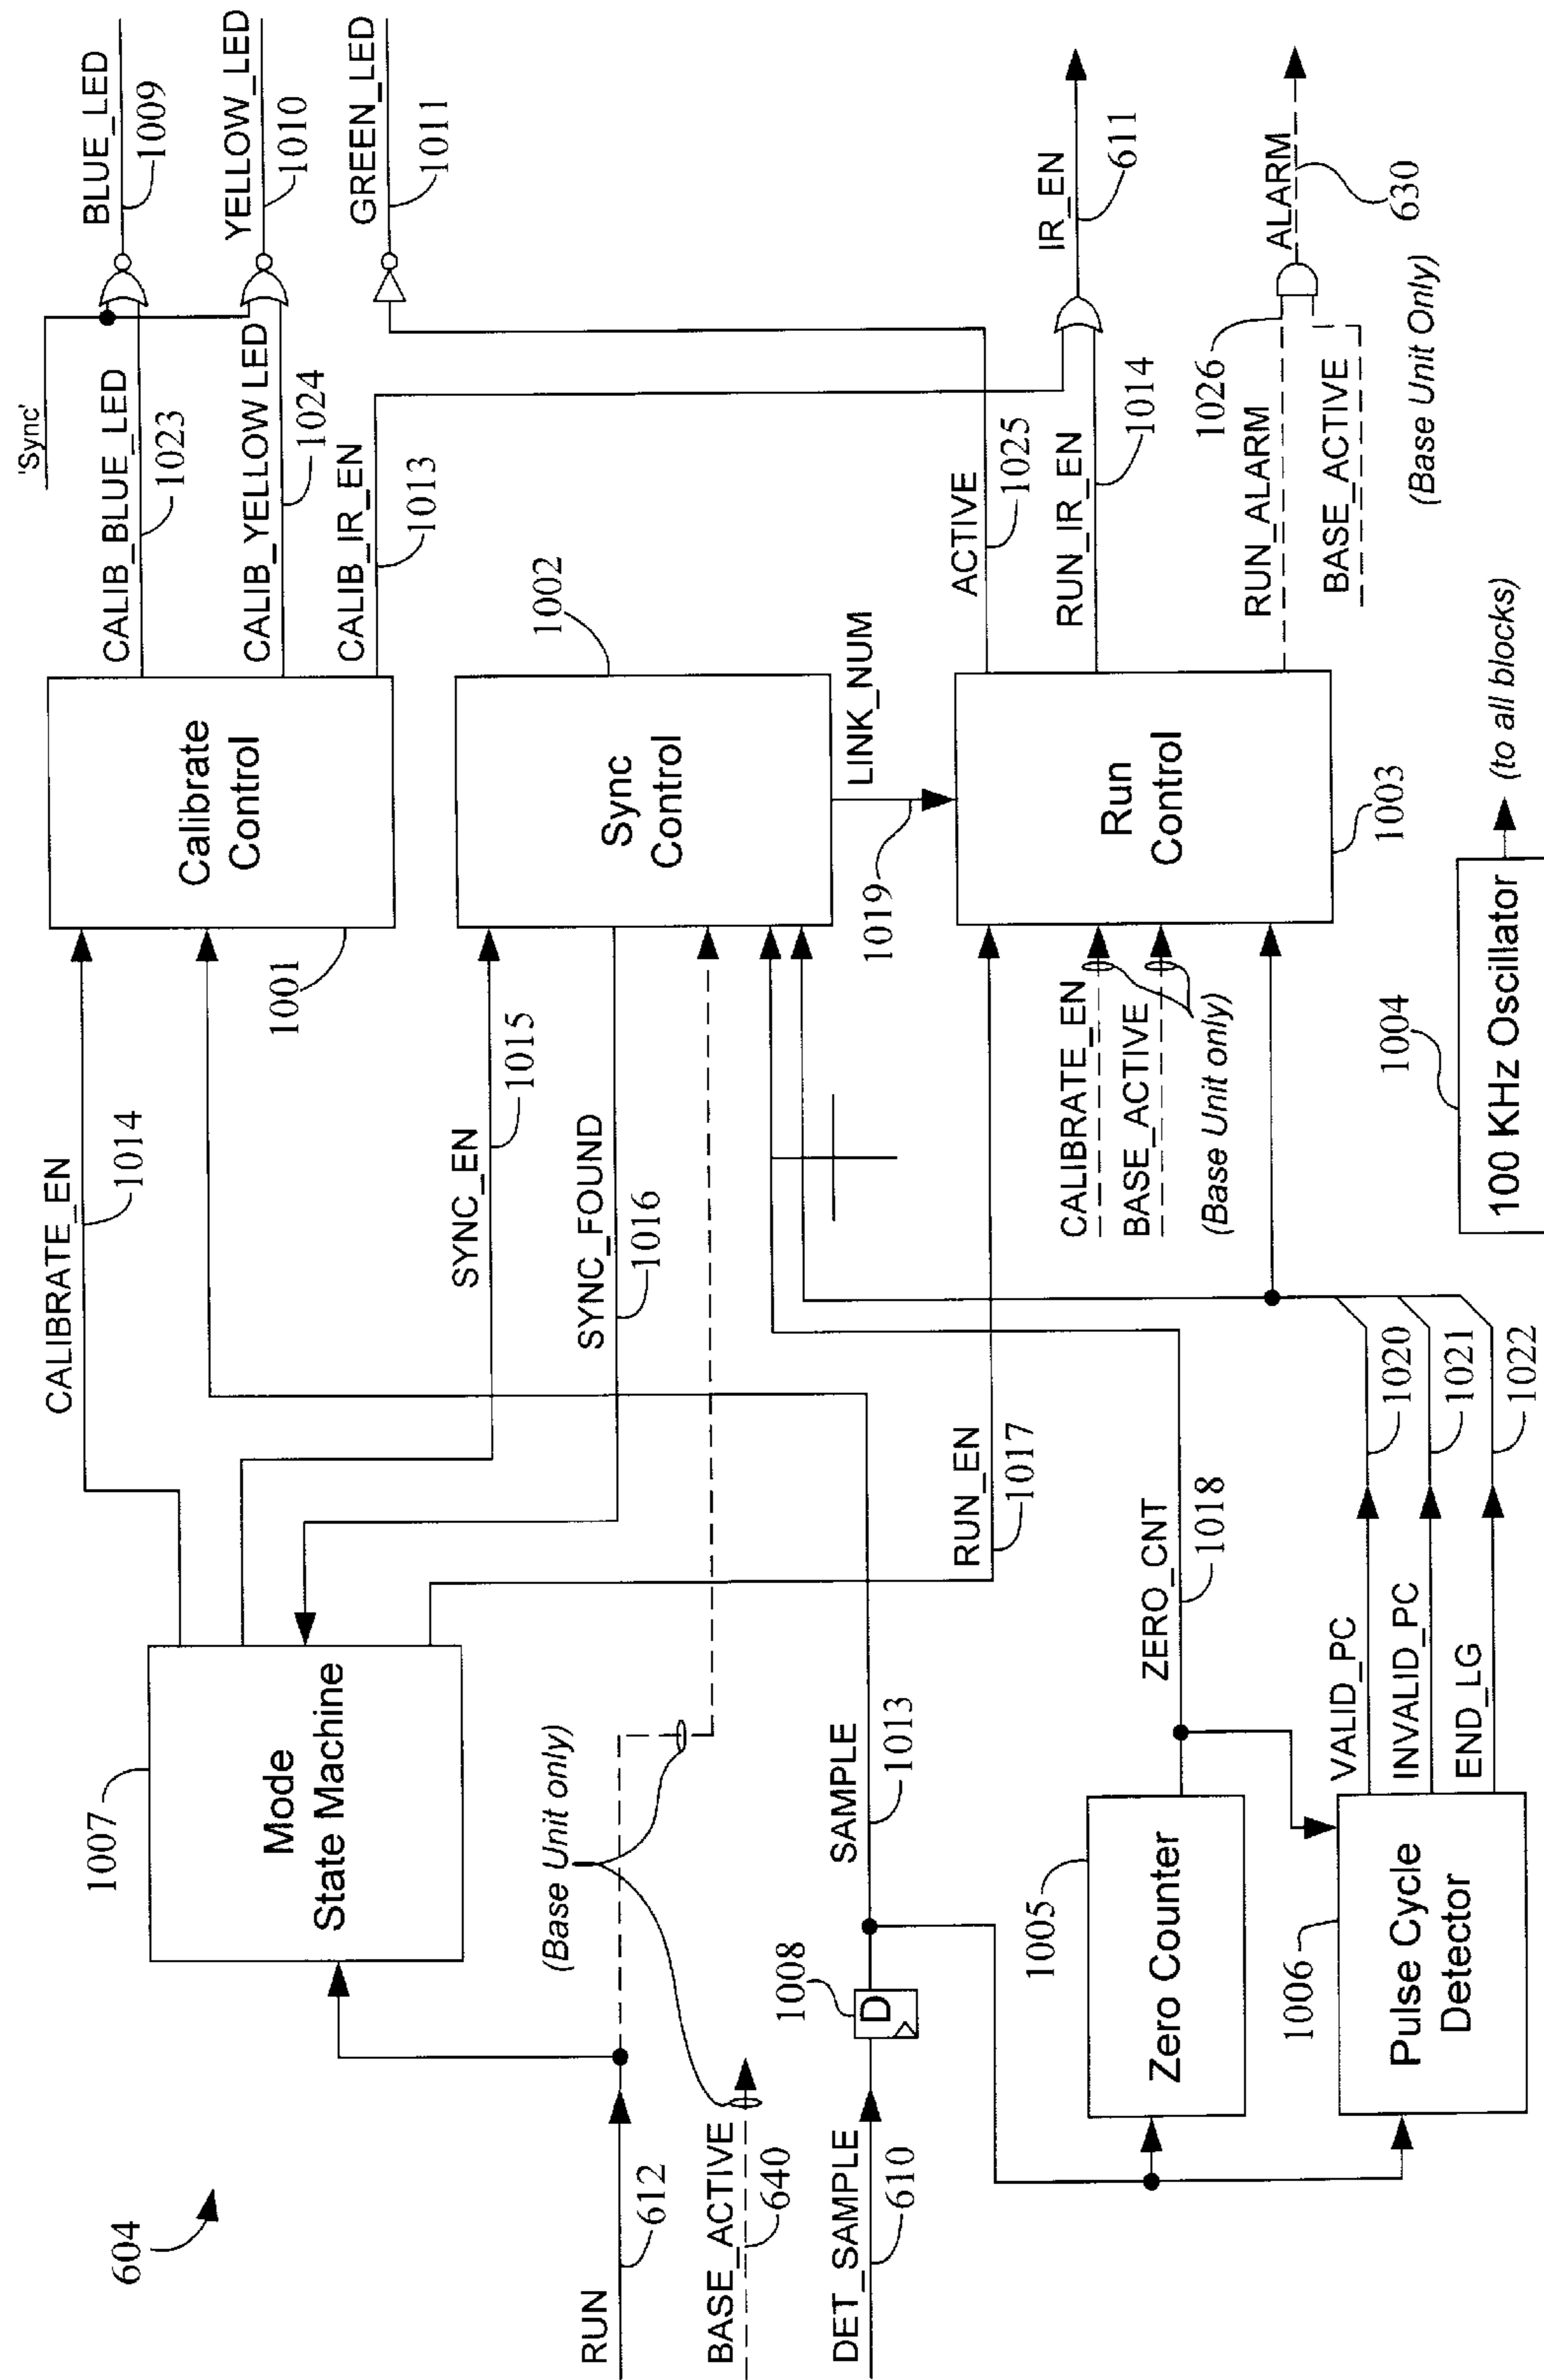 604
RUN
612
BASE_ACTIVE
640
DET_SAMPLE
610
1007
Mode
State Machine
(Base Unit only)
1008
D
SAMPLE
1013
1005
Zero Counter
1006
Pulse Cycle
Detector
ZERO_CNT
1018
VALID_PC
INVALID_PC
END_LG
1020
1021
1022
CALIBRATE_EN
1014
SYNC_EN
1015
SYNC_FOUND
1016
RUN_EN
1017
CALIBRATE_EN
BASE_ACTIVE
(Base Unit only)
1001
Calibrate
Control
1002
Sync
Control
LINK_NUM
1019
Run
Control
1003
1004
100 KHz Oscillator
(to all blocks)
'Sync'
CALIB_BLUE_LED
1023
CALIB_YELLOW LED
1024
CALIB_IR_EN
1013
BLUE_LED
1009
YELLOW_LED
1010
GREEN_LED
1011
ACTIVE
1025
RUN_IR_EN
1014
IR_EN
611
RUN_ALARM
1026
BASE_ACTIVE
ALARM
630
(Base Unit Only)